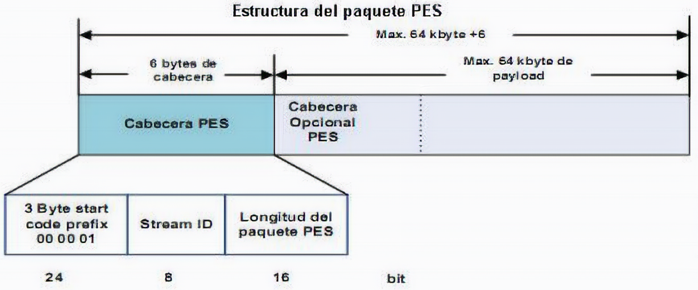 Estructura del paquete PES
Max. 64 kbyte +6
6 bytes de
cabecera
Max. 64 kbyte de
payload
Cabecera PES
Cabecera
Opcional
PES
3 Byte start
code prefix
00 00 01
Stream ID
Longitud del
paquete PES
24 8 16 bit